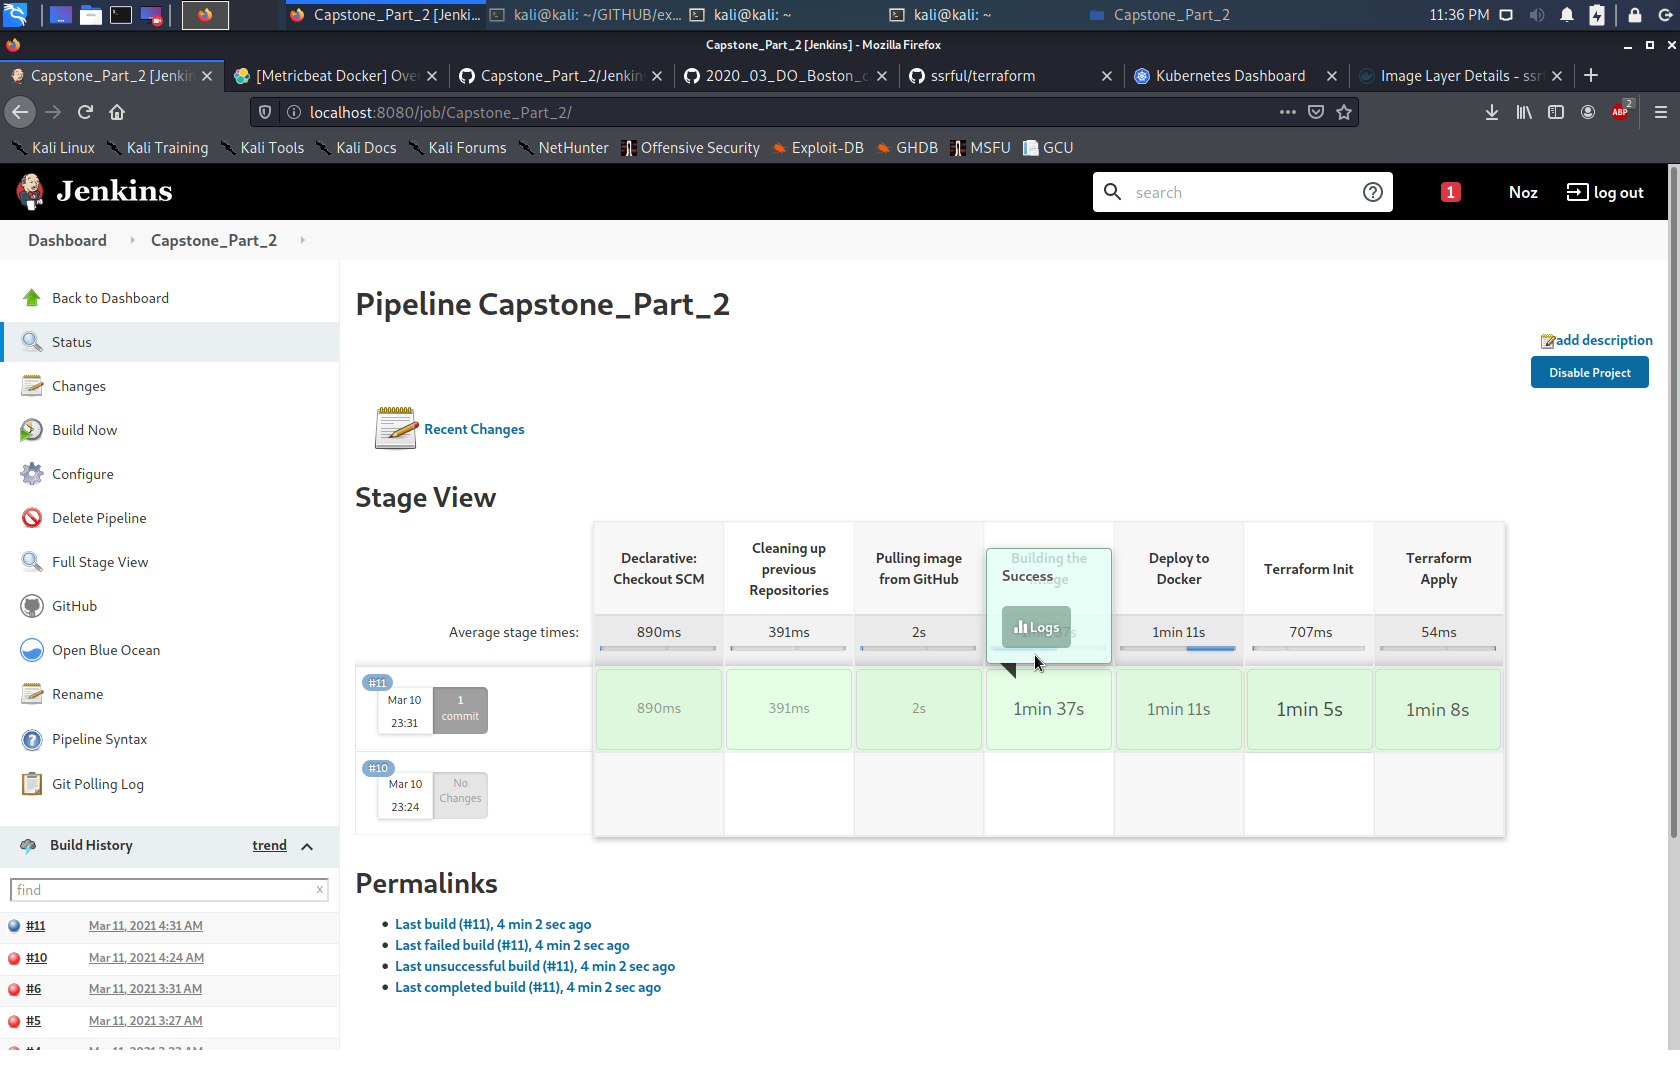 Capstone_Part_2 [Jenki...
kali@kali: ~/GITHUB/ex...
kali@kali: ~
kali@kali: ~
Capstone_Part_2
11:36 PM
Capstone_Part_2 [Jenkins] - Mozilla Firefox
Capstone_Part_2 [Jenkin
[Metricbeat Docker] Ove
Capstone_Part_2/Jenkin
2020_03_DO_Boston_c
ssrful/terraform
Kubernetes Dashboard
Image Layer Details - ssr
localhost:8080/job/Capstone_Part_2/
ABP
2
Kali Linux
Kali Training
Kali Tools
Kali Docs
Kali Forums
NetHunter
Offensive Security
Exploit-DB
GHDB
MSFU
GCU
Jenkins
search
1
Noz
log out
Dashboard
Capstone_Part_2
Back to Dashboard
Status
Changes
Build Now
Configure
Delete Pipeline
Full Stage View
GitHub
Open Blue Ocean
Rename
Pipeline Syntax
Git Polling Log
Build History
trend
find
x
#11 Mar 11, 2021 4:31 AM
#10 Mar 11, 2021 4:24 AM
#6 Mar 11, 2021 3:31 AM
#5 Mar 11, 2021 3:27 AM
Pipeline Capstone_Part_2
add description
Disable Project
Recent Changes
Stage View
Declarative:
Checkout SCM
Cleaning up
previous
Repositories
Pulling image
from GitHub
Building the
Success
Logs
Deploy to
Docker
Terraform Init
Terraform
Apply
Average stage times:
890ms
391ms
2s
1min 11s
707ms
54ms
#11
Mar 10
23:31
1
commit
890ms
391ms
2s
1min 37s
1min 11s
1min 5s
1min 8s
#10
Mar 10
23:24
No
Changes
Permalinks
Last build (#11), 4 min 2 sec ago
Last failed build (#11), 4 min 2 sec ago
Last unsuccessful build (#11), 4 min 2 sec ago
Last completed build (#11), 4 min 2 sec ago